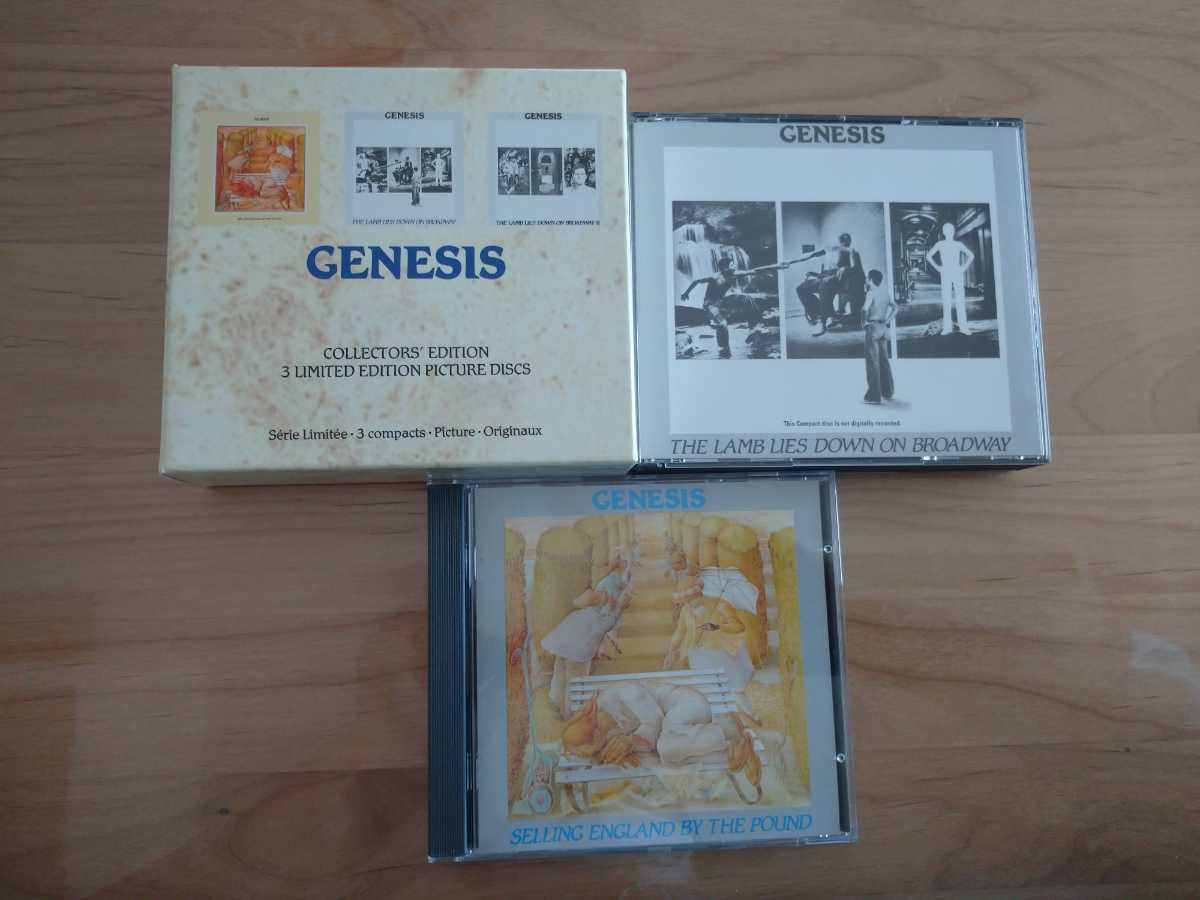 GENESIS
THE LAMB LIES DOWN ON BROADWAY
GENESIS
THE LAMB LIES DOWN ON BROADWAY II
GENESIS
COLLECTORS' EDITION
3 LIMITED EDITION PICTURE DISCS
Série Limitée · 3 compacts · Picture · Originaux
GENESIS
This Compact disc is not digitally recorded.
THE LAMB LIES DOWN ON BROADWAY
GENESIS
SELLING ENGLAND BY THE POUND